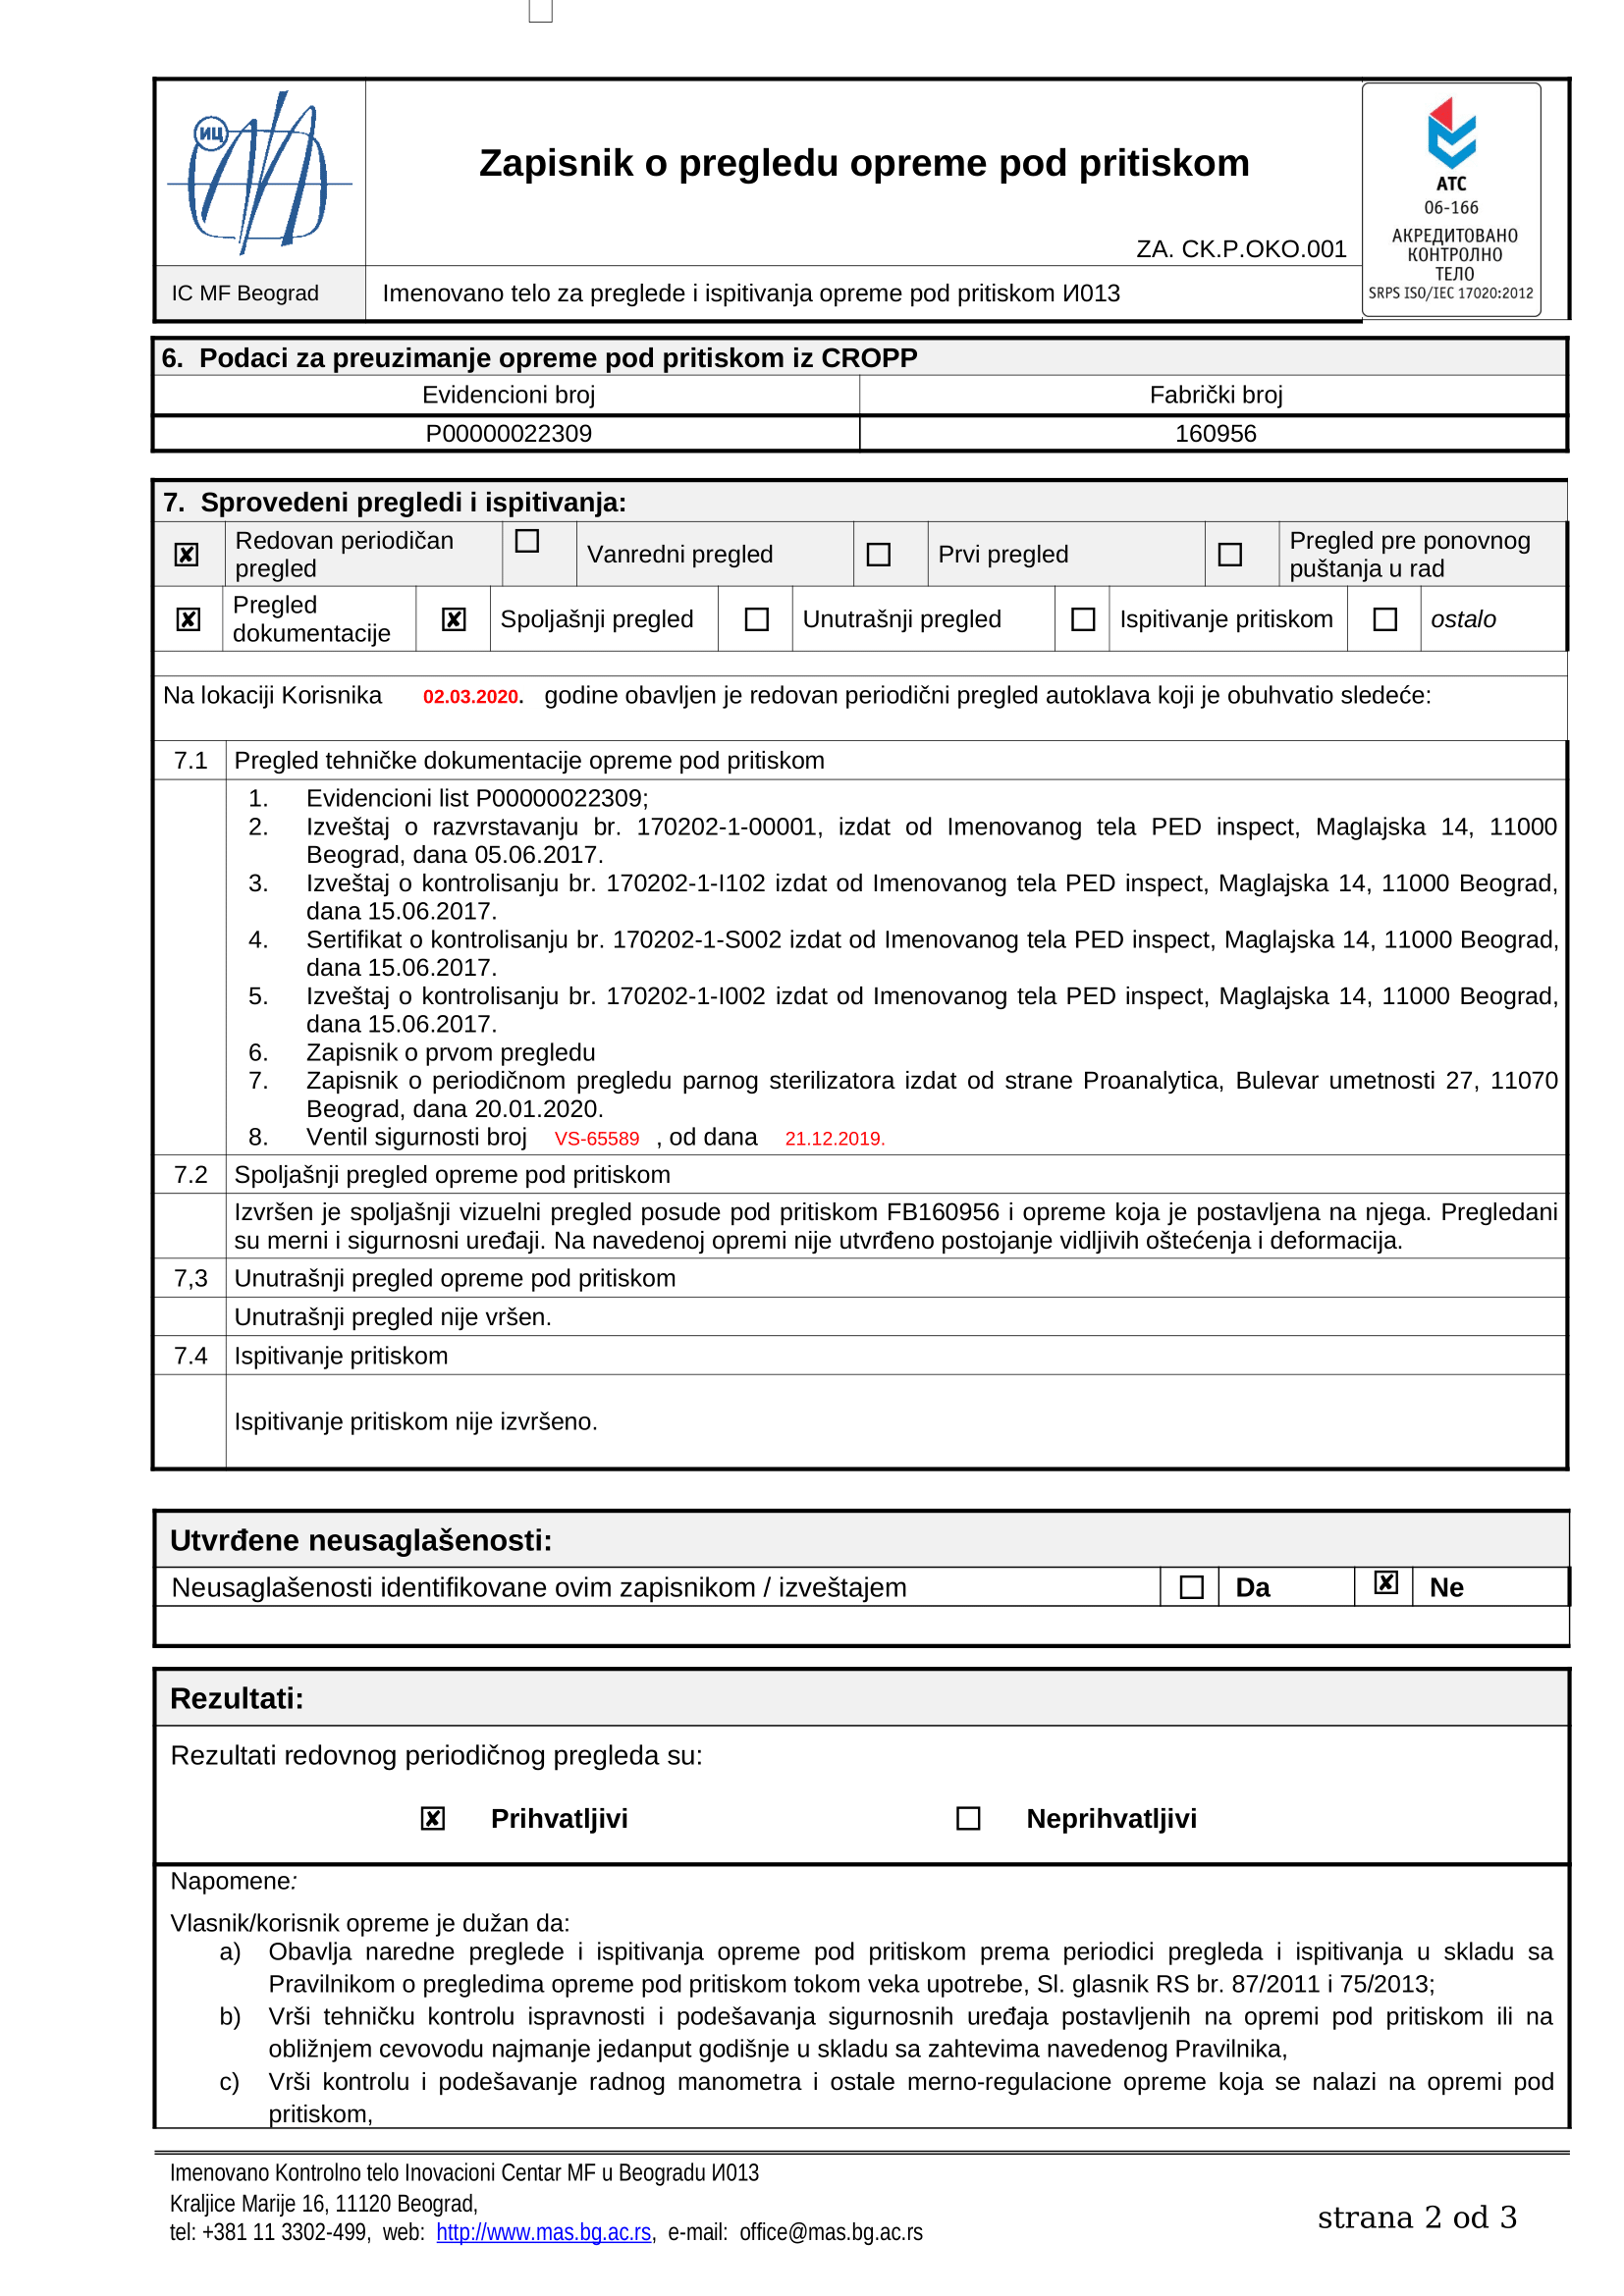 ИЦ
Zapisnik o pregledu opreme pod pritiskom
ZA. CK.P.OKO.001
IC MF Beograd
Imenovano telo za preglede i ispitivanja opreme pod pritiskom И013
АТС
06-166
АКРЕДИТОВАНО
КОНТРОЛНО
ТЕЛО
SRPS ISO/IEC 17020:2012
6. Podaci za preuzimanje opreme pod pritiskom iz CROPP
Evidencioni broj Fabrički broj
P00000022309 160956
7. Sprovedeni pregledi i ispitivanja:
☒ Redovan periodičan pregled ☐ Vanredni pregled ☐ Prvi pregled ☐ Pregled pre ponovnog puštanja u rad
☒ Pregled dokumentacije ☒ Spoljašnji pregled ☐ Unutrašnji pregled ☐ Ispitivanje pritiskom ☐ ostalo
Na lokaciji Korisnika 02.03.2020. godine obavljen je redovan periodični pregled autoklava koji je obuhvatio sledeće:
7.1 Pregled tehničke dokumentacije opreme pod pritiskom
1. Evidencioni list P00000022309;
2. Izveštaj o razvrstavanju br. 170202-1-00001, izdat od Imenovanog tela PED inspect, Maglajska 14, 11000
Beograd, dana 05.06.2017.
3. Izveštaj o kontrolisanju br. 170202-1-I102 izdat od Imenovanog tela PED inspect, Maglajska 14, 11000 Beograd,
dana 15.06.2017.
4. Sertifikat o kontrolisanju br. 170202-1-S002 izdat od Imenovanog tela PED inspect, Maglajska 14, 11000 Beograd,
dana 15.06.2017.
5. Izveštaj o kontrolisanju br. 170202-1-I002 izdat od Imenovanog tela PED inspect, Maglajska 14, 11000 Beograd,
dana 15.06.2017.
6. Zapisnik o prvom pregledu
7. Zapisnik o periodičnom pregledu parnog sterilizatora izdat od strane Proanalytica, Bulevar umetnosti 27, 11070
Beograd, dana 20.01.2020.
8. Ventil sigurnosti broj VS-65589 , od dana 21.12.2019.
7.2 Spoljašnji pregled opreme pod pritiskom
Izvršen je spoljašnji vizuelni pregled posude pod pritiskom FB160956 i opreme koja je postavljena na njega. Pregledani
su merni i sigurnosni uređaji. Na navedenoj opremi nije utvrđeno postojanje vidljivih oštećenja i deformacija.
7,3 Unutrašnji pregled opreme pod pritiskom
Unutrašnji pregled nije vršen.
7.4 Ispitivanje pritiskom
Ispitivanje pritiskom nije izvršeno.
Utvrđene neusaglašenosti:
Neusaglašenosti identifikovane ovim zapisnikom / izveštajem ☐ Da ☒ Ne
Rezultati:
Rezultati redovnog periodičnog pregleda su:
☒ Prihvatljivi ☐ Neprihvatljivi
Napomene:
Vlasnik/korisnik opreme je dužan da:
a) Obavlja naredne preglede i ispitivanja opreme pod pritiskom prema periodici pregleda i ispitivanja u skladu sa
Pravilnikom o pregledima opreme pod pritiskom tokom veka upotrebe, Sl. glasnik RS br. 87/2011 i 75/2013;
b) Vrši tehničku kontrolu ispravnosti i podešavanja sigurnosnih uređaja postavljenih na opremi pod pritiskom ili na
obližnjem cevovodu najmanje jedanput godišnje u skladu sa zahtevima navedenog Pravilnika,
c) Vrši kontrolu i podešavanje radnog manometra i ostale merno-regulacione opreme koja se nalazi na opremi pod
pritiskom,
Imenovano Kontrolno telo Inovacioni Centar MF u Beogradu И013
Kraljice Marije 16, 11120 Beograd,
tel: +381 11 3302-499, web: http://www.mas.bg.ac.rs, e-mail: office@mas.bg.ac.rs
strana 2 od 3